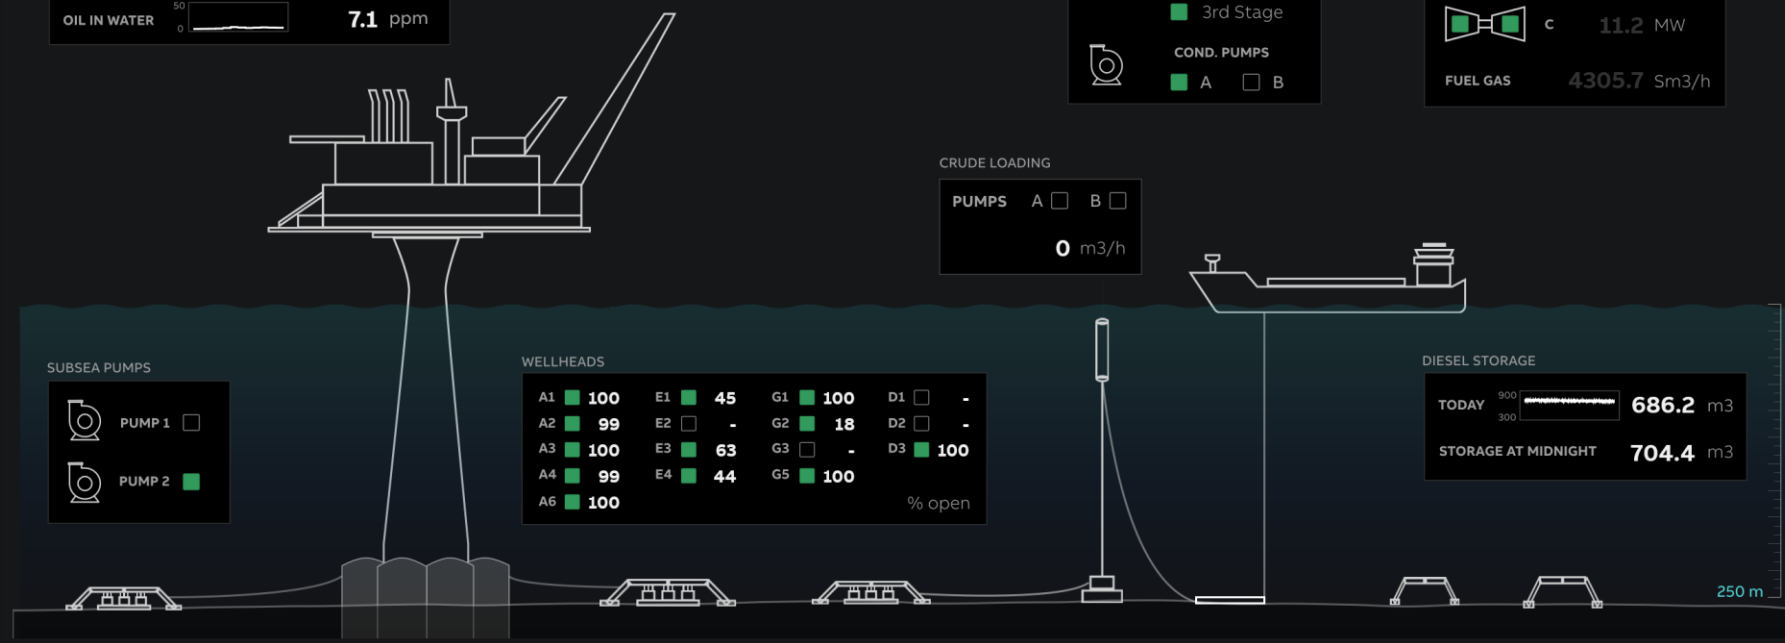 OIL IN WATER 50 0 7.1 ppm
3rd Stage
COND. PUMPS
A B
C 11.2 MW
FUEL GAS 4305.7 Sm3/h
CRUDE LOADING
PUMPS A B
0 m3/h
SUBSEA PUMPS
PUMP 1
PUMP 2
WELLHEADS
A1 100 E1 45 G1 100 D1 -
A2 99 E2 - G2 18 D2 -
A3 100 E3 63 G3 - D3 100
A4 99 E4 44 G5 100
A6 100 % open
DIESEL STORAGE
TODAY 900 300 686.2 m3
STORAGE AT MIDNIGHT 704.4 m3
250 m